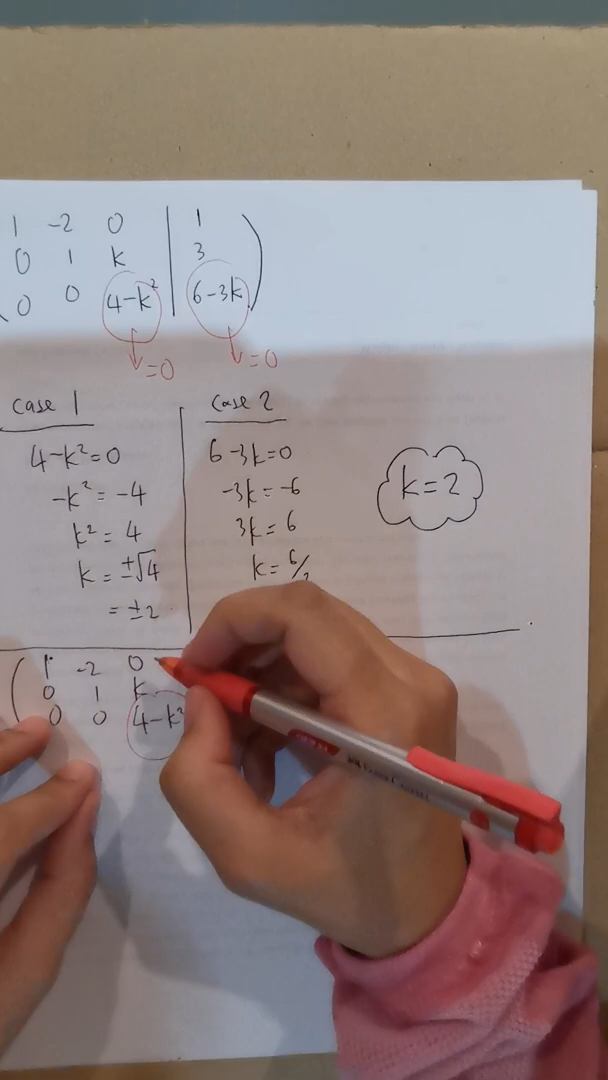 1 -2 0 | 1
0 1 k | 3
0 0 4-k² | 6-3k
=0 =0
Case 1
4-k²=0
-k² = -4
k² = 4
k = ±√4
= ±2
Case 2
6-3k=0
-3k=-6
3k = 6
k = 6/
k=2
1 -2 0
0 1 k
0 0 4-k²